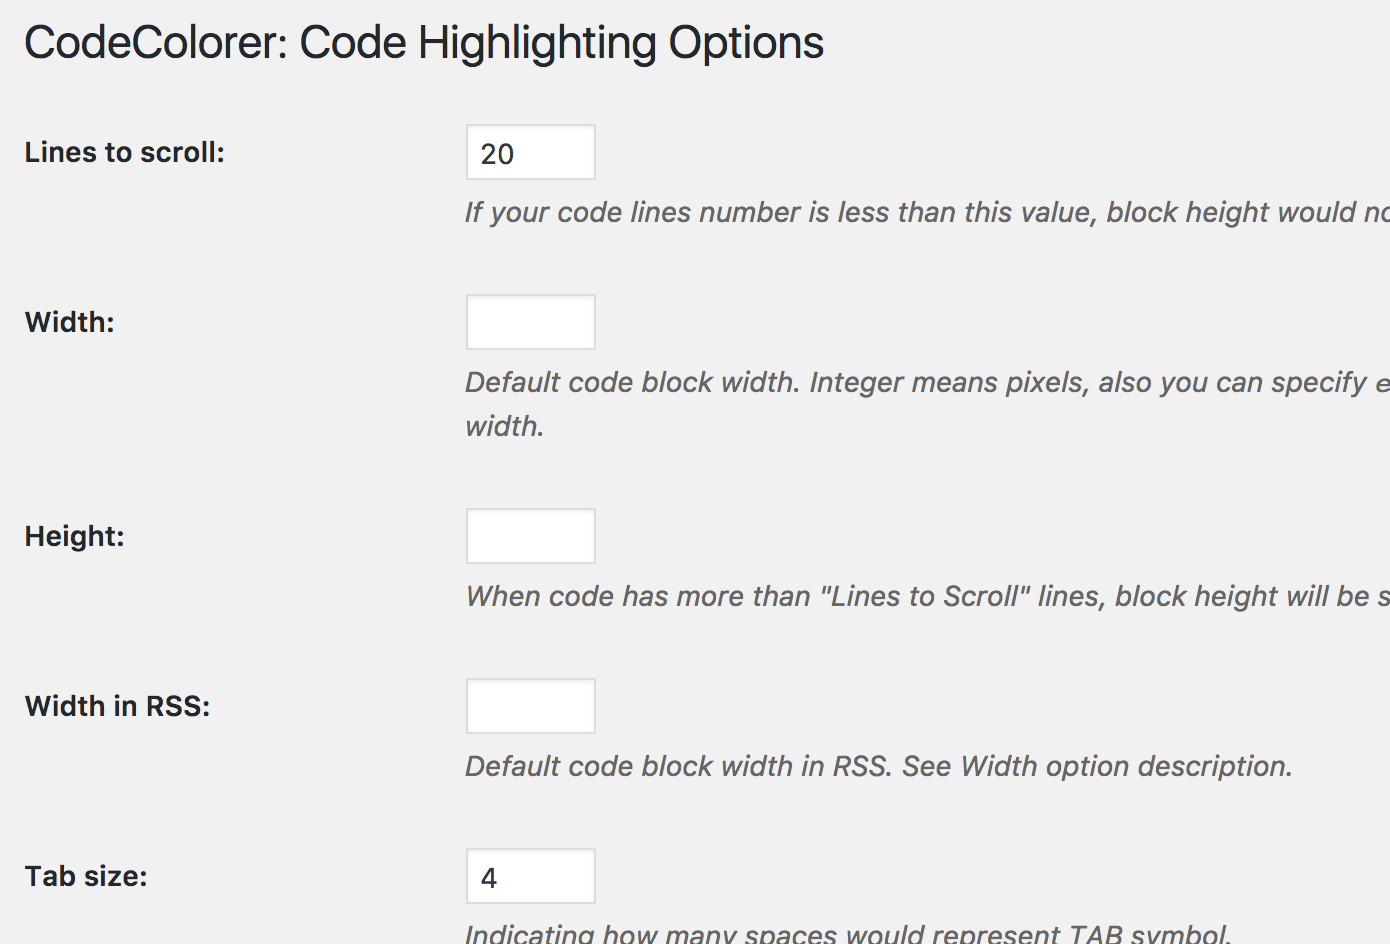 CodeColorer: Code Highlighting Options
Lines to scroll:
20
If your code lines number is less than this value, block height would
Width:
Default code block width. Integer means pixels, also you can specify
width.
Height:
When code has more than "Lines to Scroll" lines, block height will be
Width in RSS:
Default code block width in RSS. See Width option description.
Tab size:
4
Indicating how many spaces would represent TAB symbol.